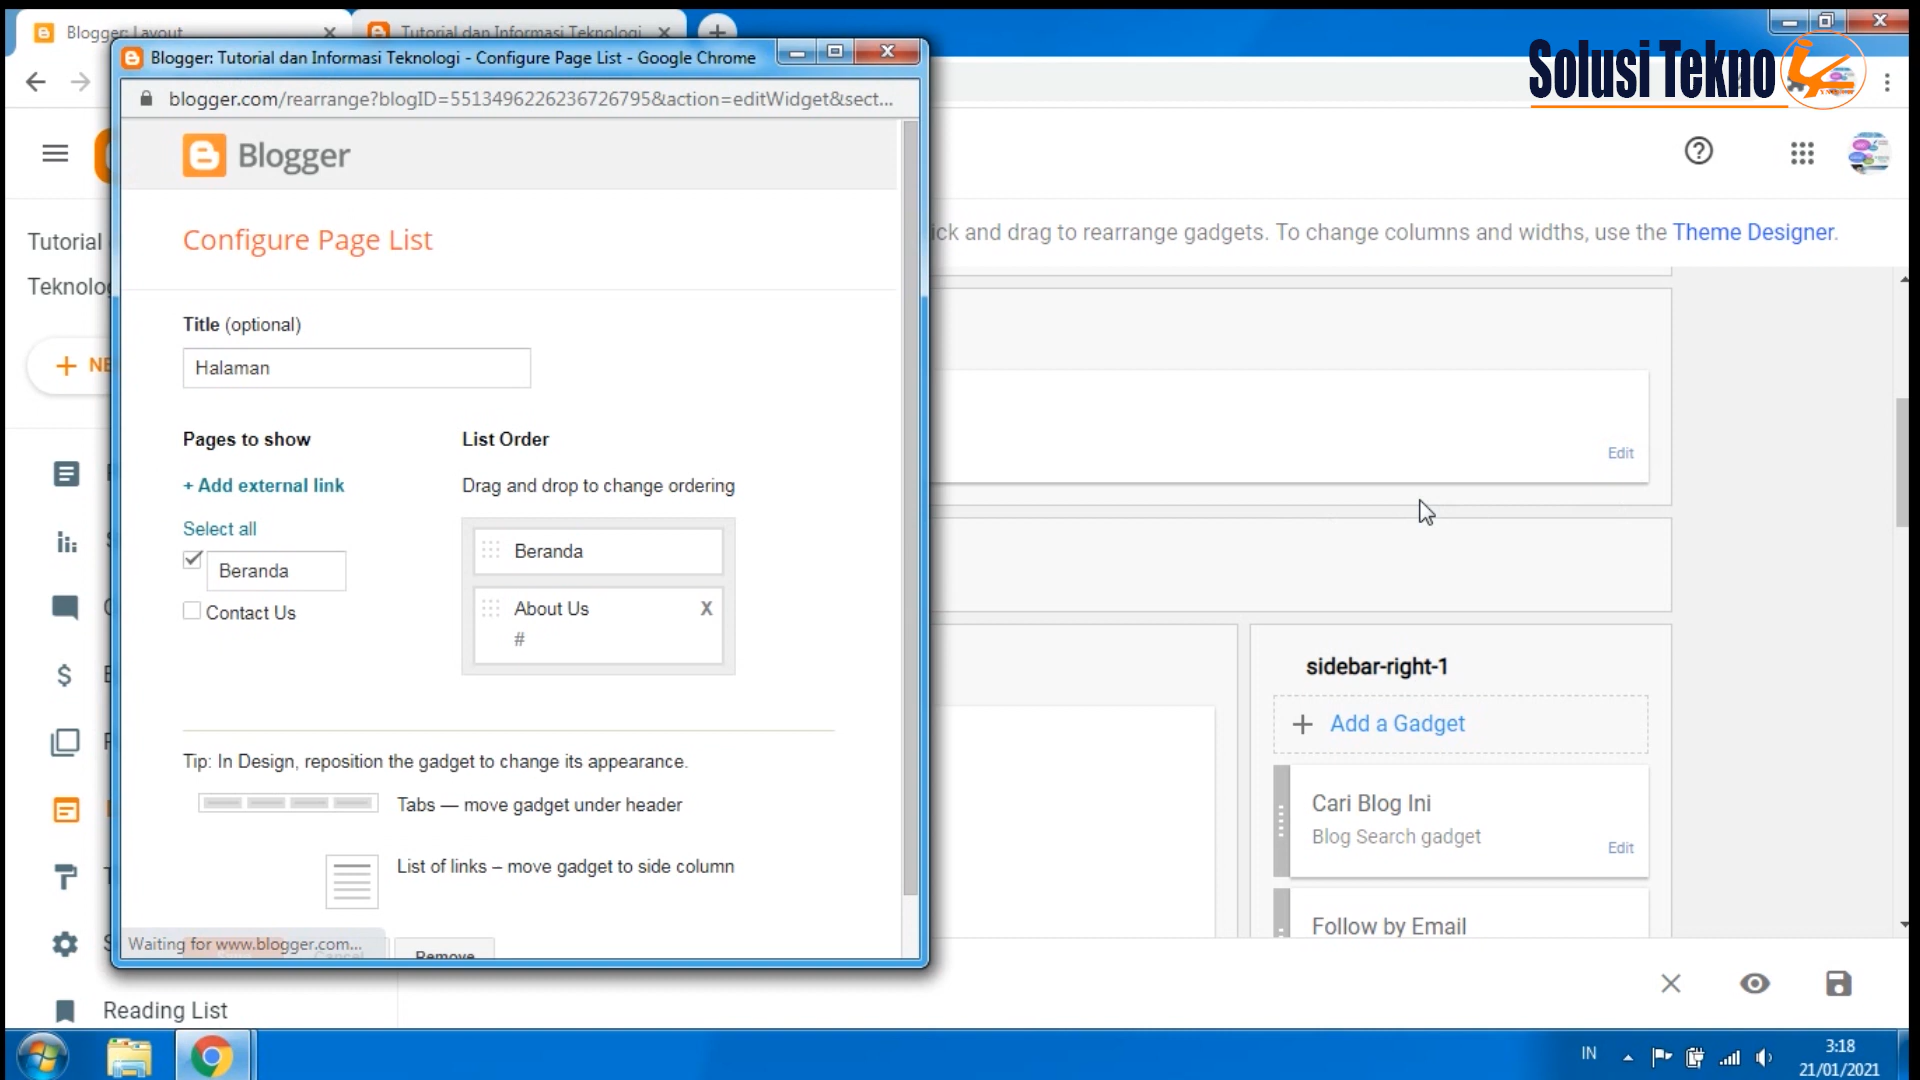 Blogger: Layout
Tutorial dan Informasi Teknologi
Solusi Tekno
Blogger: Tutorial dan Informasi Teknologi - Configure Page List - Google Chrome
blogger.com/rearrange?blogID=5513496226236726795&action=editWidget&sect...
Blogger
Configure Page List
ick and drag to rearrange gadgets. To change columns and widths, use the Theme Designer.
Tutorial
Teknolog
NE
Title (optional)
Halaman
Pages to show
List Order
+ Add external link
Drag and drop to change ordering
Select all
Beranda
Contact Us
Beranda
About Us X
#
Tip: In Design, reposition the gadget to change its appearance.
Tabs — move gadget under header
List of links – move gadget to side column
Waiting for www.blogger.com...
Cancel
Remove
Edit
sidebar-right-1
Add a Gadget
Cari Blog Ini
Blog Search gadget
Edit
Follow by Email
Reading List
IN
3:18
21/01/2021